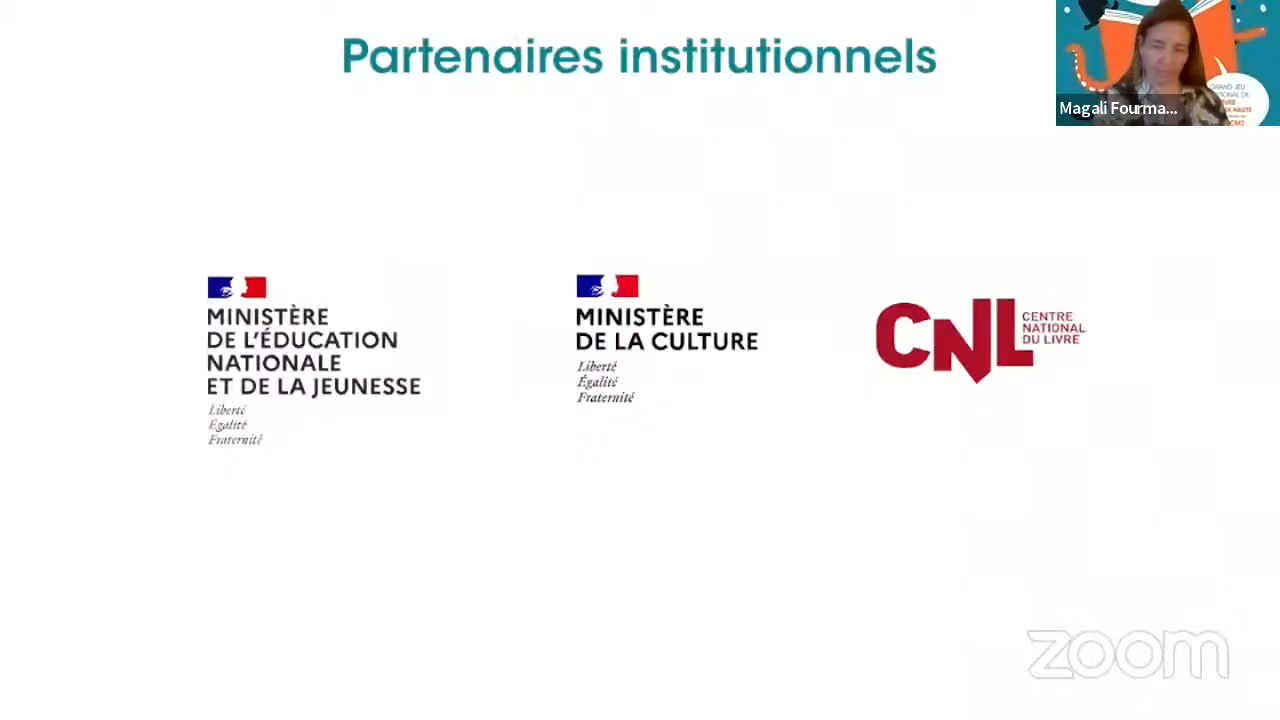 Partenaires institutionnels
Magali Fourma...
MINISTÈRE
DE L'ÉDUCATION
NATIONALE
ET DE LA JEUNESSE
Liberté
Égalité
Fraternité
MINISTÈRE
DE LA CULTURE
Liberté
Égalité
Fraternité
CNL
CENTRE
NATIONAL
DU LIVRE
zoom